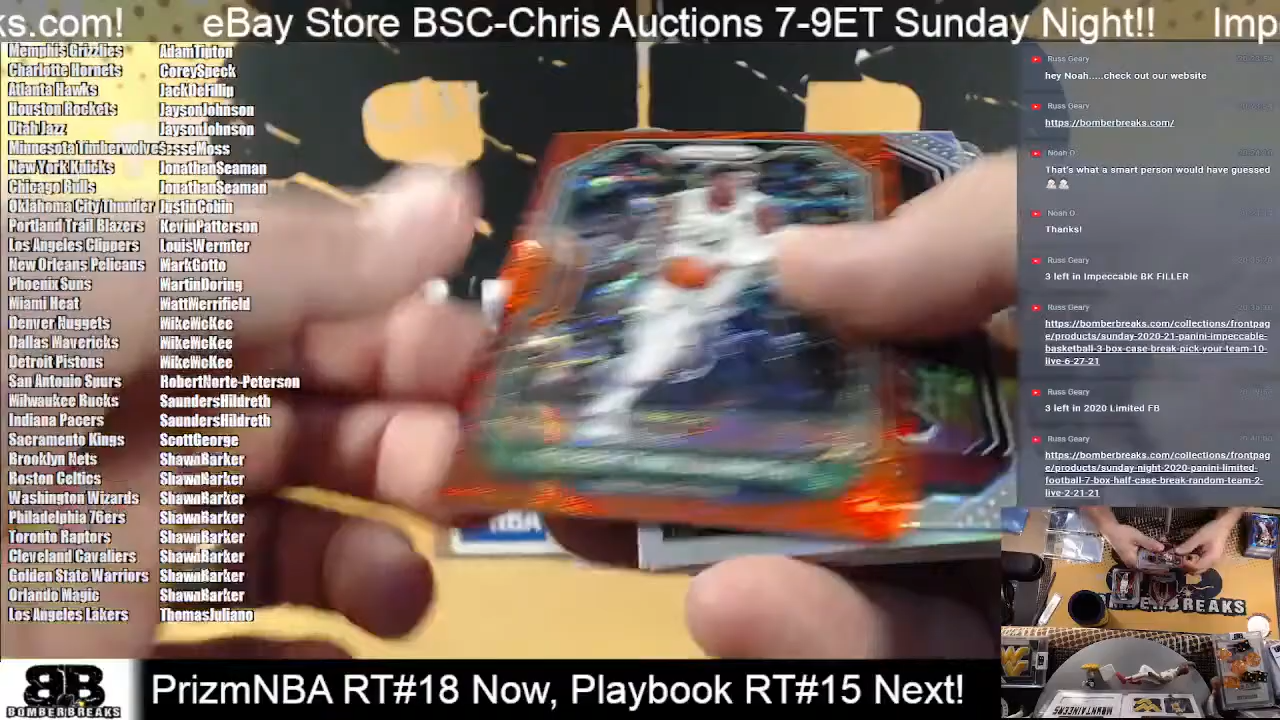 ks.com! eBay Store BSC-Chris Auctions 7-9ET Sunday Night!! Imp
Memphis Grizzlies AdamTipton
Charlotte Hornets CoreySpeck
Atlanta Hawks JackDeFillip
Houston Rockets JaysonJohnson
Utah Jazz JaysonJohnson
Minnesota Timberwolves JesseMoss
New York Knicks JonathanSeaman
Chicago Bulls JonathanSeaman
Oklahoma City Thunder JustinCohin
Portland Trail Blazers KevinPatterson
Los Angeles Clippers LouisWermter
New Orleans Pelicans MarkGotto
Phoenix Suns MartinDoring
Miami Heat MattMerrifield
Denver Nuggets MikeMcKee
Dallas Mavericks MikeMcKee
Detroit Pistons MikeMcKee
San Antonio Spurs RobertNorte-Peterson
Milwaukee Bucks SaundersHildreth
Indiana Pacers SaundersHildreth
Sacramento Kings ScottGeorge
Brooklyn Nets ShawnBarker
Boston Celtics ShawnBarker
Washington Wizards ShawnBarker
Philadelphia 76ers ShawnBarker
Toronto Raptors ShawnBarker
Cleveland Cavaliers ShawnBarker
Golden State Warriors ShawnBarker
Orlando Magic ShawnBarker
Los Angeles Lakers ThomasJuliano
Russ Geary
hey Noah.....check out our website
Russ Geary
https://bomberbreaks.com/
Noah D
That's what a smart person would have guessed
Noah D
Thanks!
Russ Geary
3 left in Impeccable BK FILLER
Russ Geary
https://bomberbreaks.com/collections/frontpag
e/products/sunday-2020-21-panini-impeccable-
basketball-3-box-case-break-pick-your-team-10-
live-6-27-21
Russ Geary
3 left in 2020 Limited FB
Russ Geary
https://bomberbreaks.com/collections/frontpag
e/products/sunday-night-2020-panini-limited-
football-7-box-half-case-break-random-team-2-
live-2-21-21
NBA
BOMBERBREAKS
MOUNTAINEERS
BB
BOMBERBREAKS
PrizmNBA RT#18 Now, Playbook RT#15 Next!